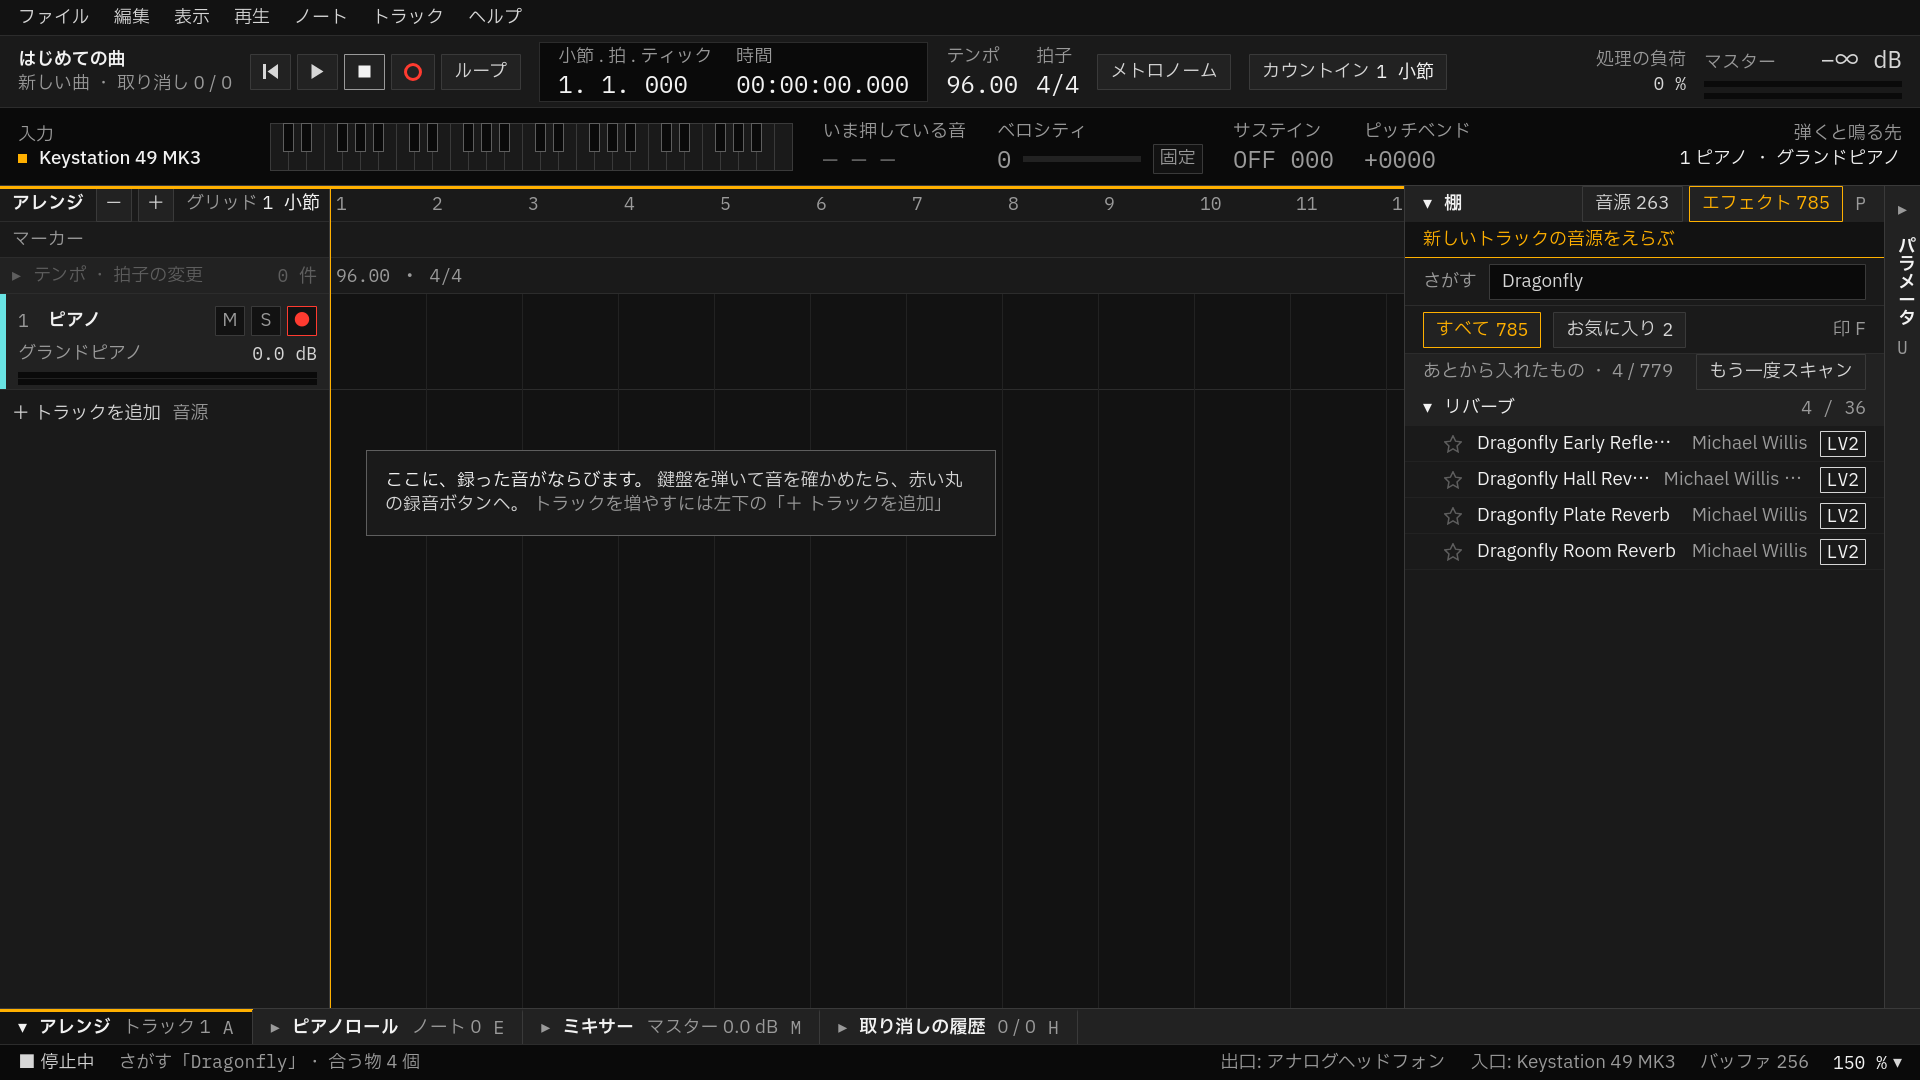 ファイル 編集 表示 再生 ノート トラック ヘルプ
はじめての曲
新しい曲 · 取り消し 0 / 0
ループ
小節 . 拍 . ティック 時間
1. 1. 000 00:00:00.000
テンポ 拍子
96.00 4/4
メトロノーム
カウントイン 1 小節
処理の負荷
0 %
マスター −∞ dB
入力
Keystation 49 MK3
いま押している音
— — —
ベロシティ
0 固定
サステイン
OFF 000
ピッチベンド
+0000
弾くと鳴る先
1 ピアノ · グランドピアノ
アレンジ − + グリッド 1 小節
1 2 3 4 5 6 7 8 9 10 11 1
マーカー
▸ テンポ · 拍子の変更 0 件
96.00 · 4/4
1 ピアノ M S
グランドピアノ 0.0 dB
+ トラックを追加 音源
ここに、録った音がならびます。 鍵盤を弾いて音を確かめたら、赤い丸
の録音ボタンへ。 トラックを増やすには左下の「+ トラックを追加」
▾ 棚 音源 263 エフェクト 785 P
新しいトラックの音源をえらぶ
さがす Dragonfly
すべて 785 お気に入り 2 印 F
あとから入れたもの · 4 / 779 もう一度スキャン
▾ リバーブ 4 / 36
☆ Dragonfly Early Refle… Michael Willis LV2
☆ Dragonfly Hall Rev… Michael Willis … LV2
☆ Dragonfly Plate Reverb Michael Willis LV2
☆ Dragonfly Room Reverb Michael Willis LV2
▸ パラメータ U
▾ アレンジ トラック 1 A
▸ ピアノロール ノート 0 E
▸ ミキサー マスター 0.0 dB M
▸ 取り消しの履歴 0 / 0 H
■ 停止中 さがす「Dragonfly」 · 合う物 4 個
出口: アナログヘッドフォン 入口: Keystation 49 MK3 バッファ 256 150 % ▾